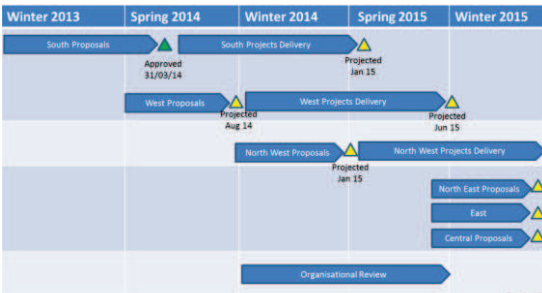 Winter 2013 Spring 2014 Winter 2014 Spring 2015 Winter 2015
South Proposals South Projects Delivery
Approved
31/03/14
Projected
Jan 15
West Proposals West Projects Delivery
Projected
Aug 14
Projected
Jun 15
North West Proposals North West Projects Delivery
Projected
Jan 15
North East Proposals
East
Central Proposals
Organisational Review